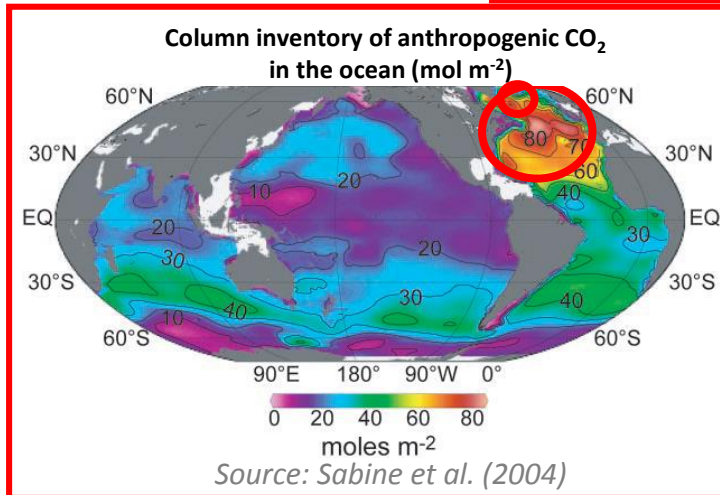 Column inventory of anthropogenic CO₂
in the ocean (mol m⁻²)
60°N 60°N
80 70
30°N 30°N
60
20 40
10
EQ EQ
20 30
20
30
30°S 30°S
40 30 40
10
60°S 60°S
90°E 180° 90°W 0°
0 20 40 60 80
moles m⁻²
Source: Sabine et al. (2004)